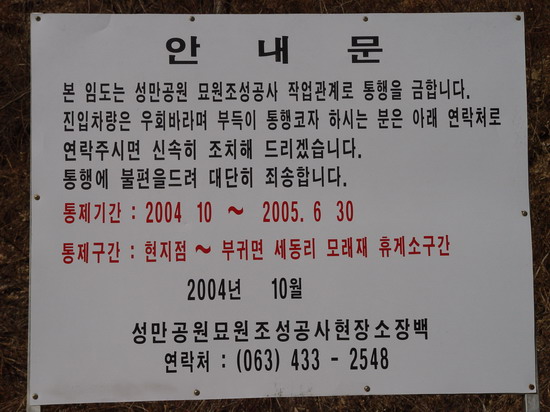 안 내 문
본 임도는 성만공원 묘원조성공사 작업관계로 통행을 금합니다.
진입차량은 우회바라며 부득이 통행코자 하시는 분은 아래 연락처로
연락주시면 신속히 조치해 드리겠습니다.
통행에 불편을드려 대단히 죄송합니다.
통제기간 : 2004 10 ~ 2005. 6 30
통제구간 : 현지점 ~ 부귀면 세동리 모래재 휴게소구간
2004년 10월
성만공원묘원조성공사현장소장백
연락처 : (063) 433 - 2548